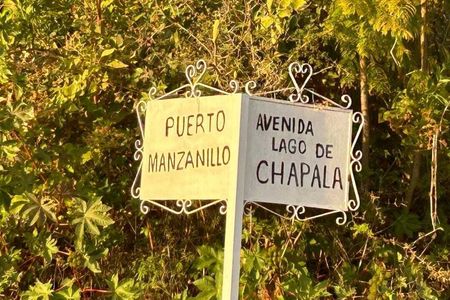 PUERTO
MANZANILLO
AVENIDA
LAGO DE
CHAPALA